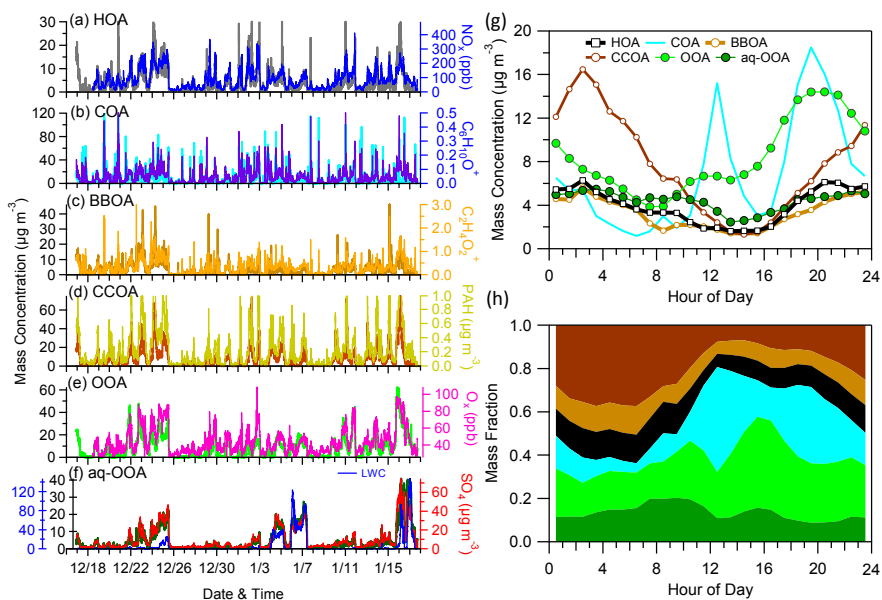 (a) HOA
30
20
10
0
400
300
200
100
0
NOx (ppb)
(b) COA
120
80
40
0
0.5
0.4
0.3
0.2
0.1
0.0
C6H10O+
(c) BBOA
40
30
20
10
0
3.0
2.0
1.0
0.0
C2H4O2+
(d) CCOA
60
40
20
0
1.0
0.8
0.6
0.4
0.2
0.0
PAH (µg m-3)
(e) OOA
60
40
20
0
100
80
60
40
Ox (ppb)
(f) aq-OOA
LWC
120
80
40
0
40
30
20
10
0
60
40
20
0
SO4 (µg m-3)
Mass Concentration (µg m-3)
12/18 12/22 12/26 12/30 1/3 1/7 1/11 1/15
Date & Time
(g)
HOA COA BBOA
CCOA OOA aq-OOA
20
16
12
8
4
0
Mass Concentration (µg m-3)
0 4 8 12 16 20 24
Hour of Day
(h)
1.0
0.8
0.6
0.4
0.2
0.0
Mass Fraction
0 4 8 12 16 20 24
Hour of Day